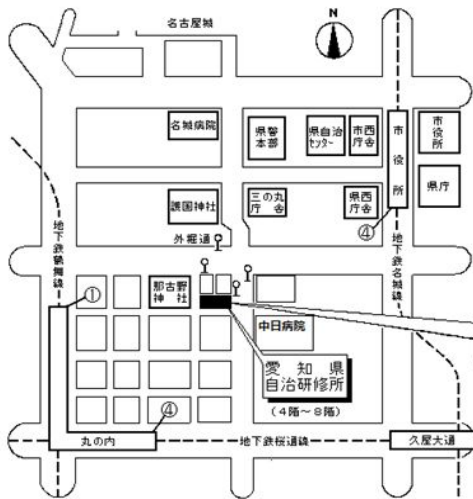 名古屋城
N
名城病院
県警
本部
県自治
センター
市西
庁舎
市役所
市役所
護国神社
三の丸
庁舎
県西
庁舎
県庁
④
外堀通
地下鉄鶴舞線
地下鉄名城線
①
那古野
神社
中日病院
愛知県
自治研修所
(4階～8階)
④
丸の内
地下鉄桜通線
久屋大通